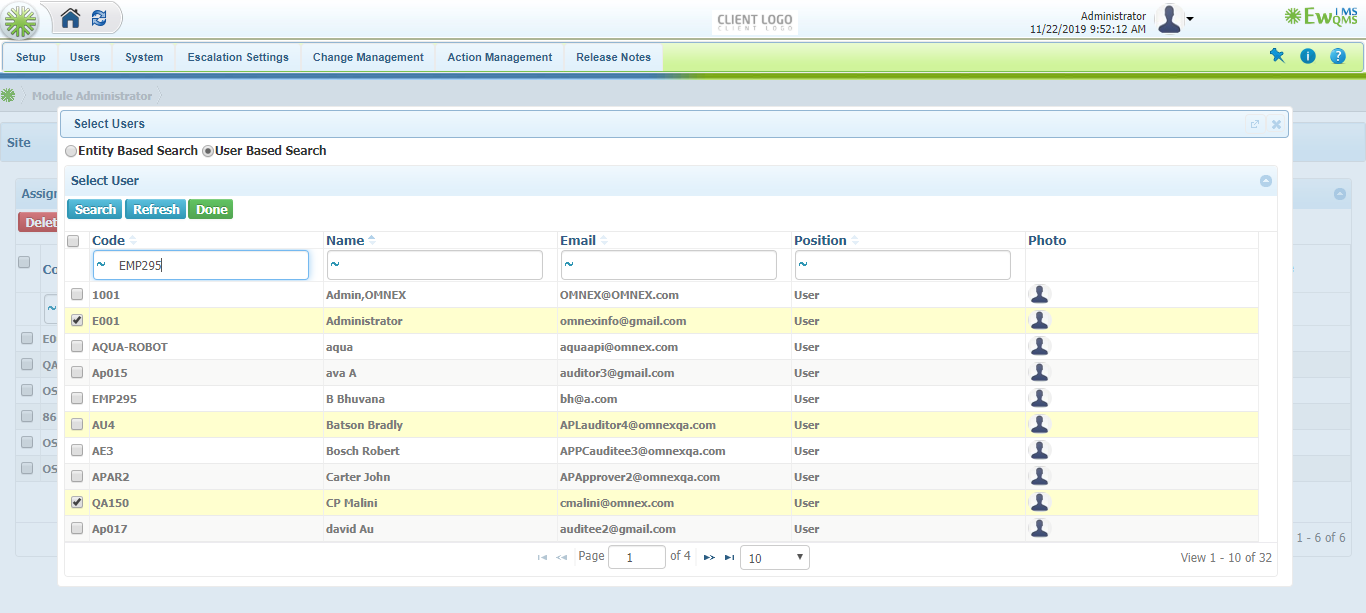 Administrator
11/22/2019 9:52:12 AM
CLIENT LOGO
CLIENT LOGO
EwQMS
iMS
Setup Users System Escalation Settings Change Management Action Management Release Notes
Module Administrator
Select Users
Site
Entity Based Search User Based Search
Select User
Assign
Search Refresh Done
Delet
Code Name Email Position Photo
Co
~ EMP295 ~ ~ ~
~
1001 Admin,OMNEX OMNEX@OMNEX.com User
E001 Administrator omnexinfo@gmail.com User
E0
AQUA-ROBOT aqua aquaapi@omnex.com User
QA
Ap015 ava A auditor3@gmail.com User
OS
EMP295 B Bhuvana bh@a.com User
86
AU4 Batson Bradly APLauditor4@omnexqa.com User
OS
AE3 Bosch Robert APPCauditee3@omnexqa.com User
OS
APAR2 Carter John APApprover2@omnexqa.com User
QA150 CP Malini cmalini@omnex.com User
Ap017 david Au auditee2@gmail.com User
1 - 6 of 6
Page 1 of 4 10 View 1 - 10 of 32